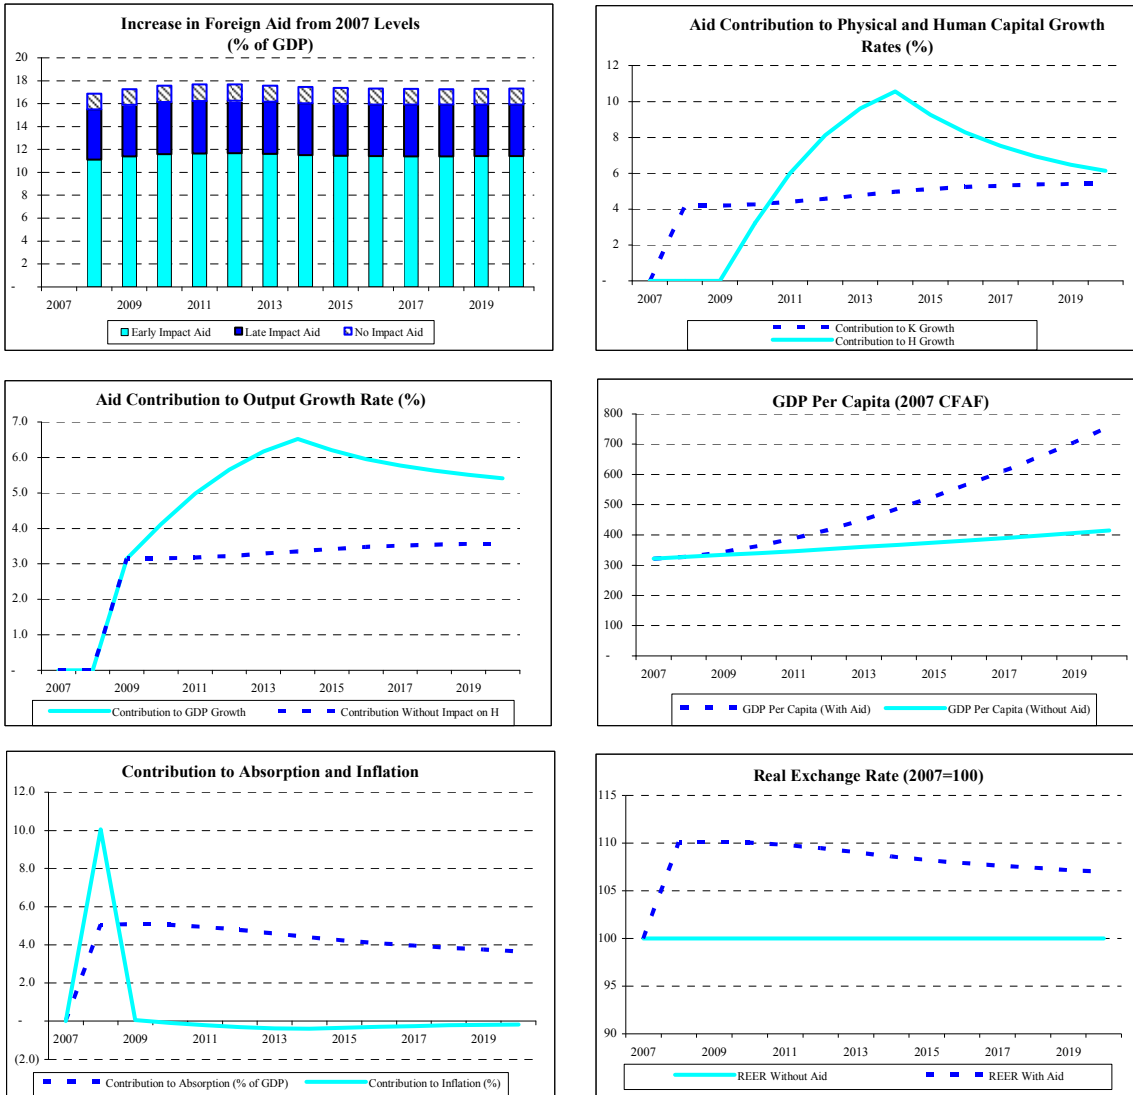 Increase in Foreign Aid from 2007 Levels
(% of GDP)
20
18
16
14
12
10
8
6
4
2
-
2007 2009 2011 2013 2015 2017 2019
Early Impact Aid Late Impact Aid No Impact Aid
Aid Contribution to Physical and Human Capital Growth
Rates (%)
12
10
8
6
4
2
-
2007 2009 2011 2013 2015 2017 2019
Contribution to K Growth
Contribution to H Growth
Aid Contribution to Output Growth Rate (%)
7.0
6.0
5.0
4.0
3.0
2.0
1.0
-
2007 2009 2011 2013 2015 2017 2019
Contribution to GDP Growth Contribution Without Impact on H
GDP Per Capita (2007 CFAF)
800
700
600
500
400
300
200
100
-
2007 2009 2011 2013 2015 2017 2019
GDP Per Capita (With Aid) GDP Per Capita (Without Aid)
Contribution to Absorption and Inflation
12.0
10.0
8.0
6.0
4.0
2.0
-
(2.0)
2007 2009 2011 2013 2015 2017 2019
Contribution to Absorption (% of GDP) Contribution to Inflation (%)
Real Exchange Rate (2007=100)
115
110
105
100
95
90
2007 2009 2011 2013 2015 2017 2019
REER Without Aid REER With Aid